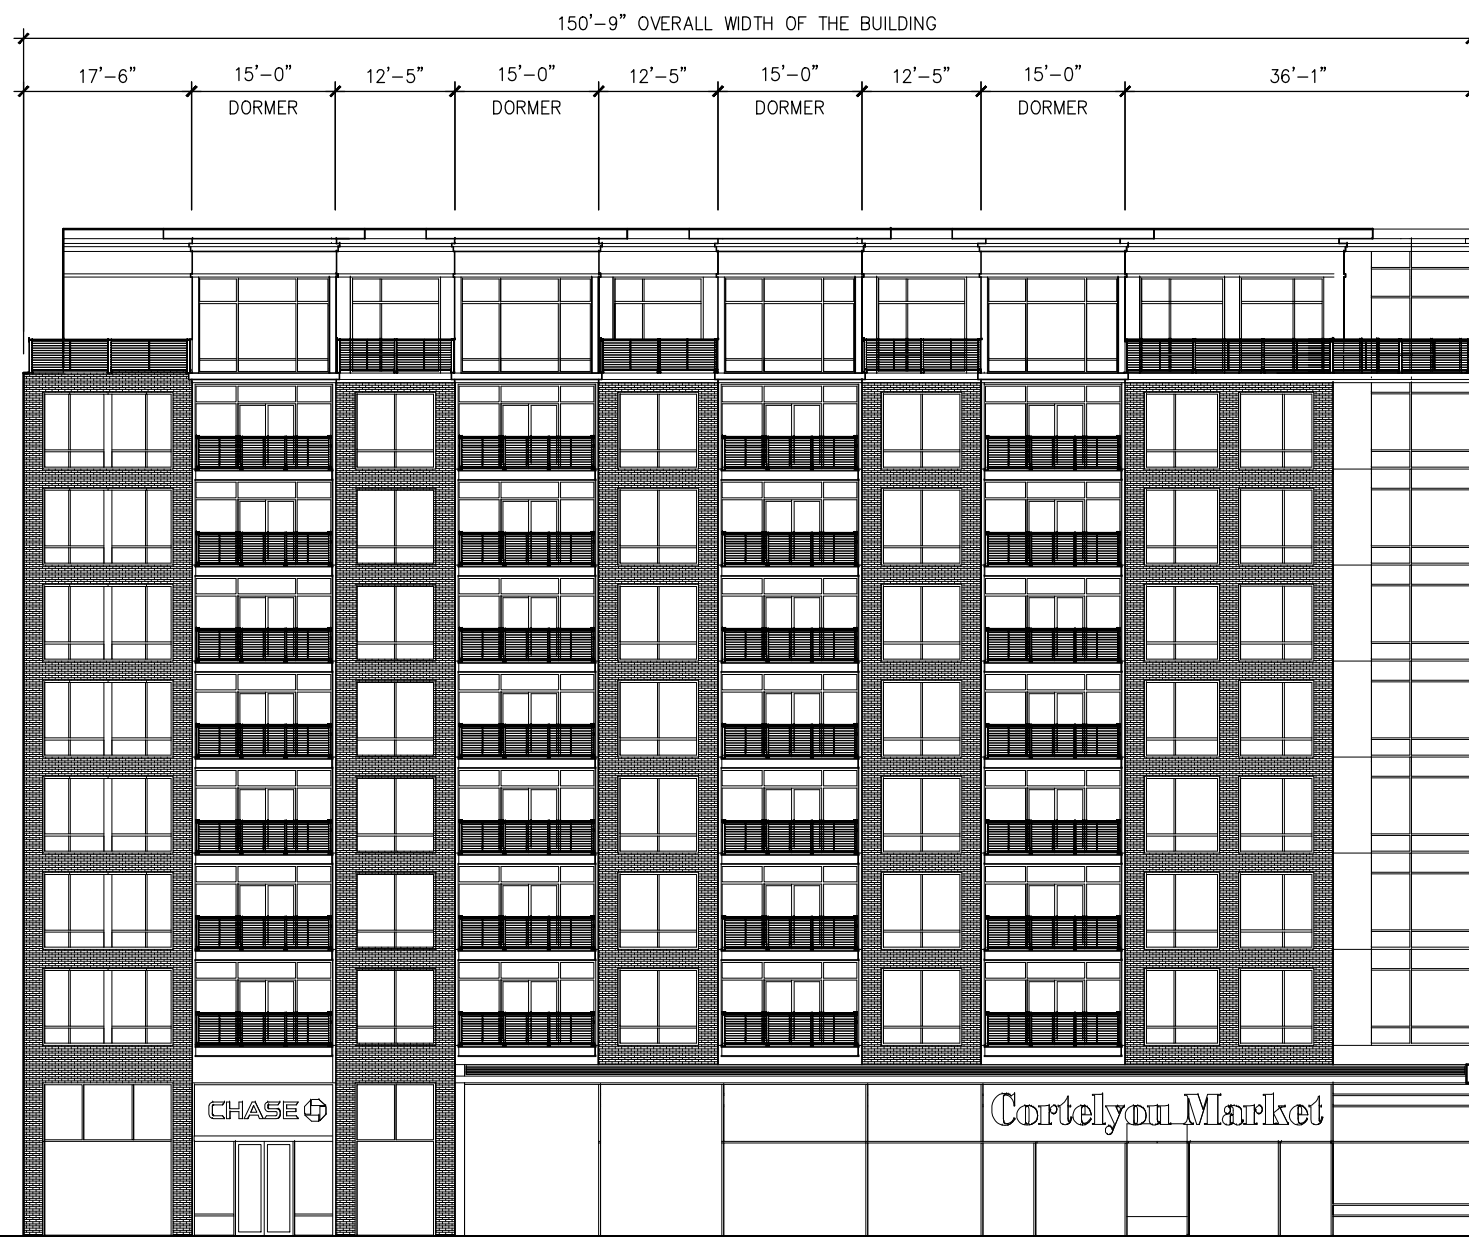 150'-9" OVERALL WIDTH OF THE BUILDING
17'-6" 15'-0" 12'-5" 15'-0" 12'-5" 15'-0" 12'-5" 15'-0" 36'-1"
DORMER DORMER DORMER DORMER
CHASE
Cortelyou Market